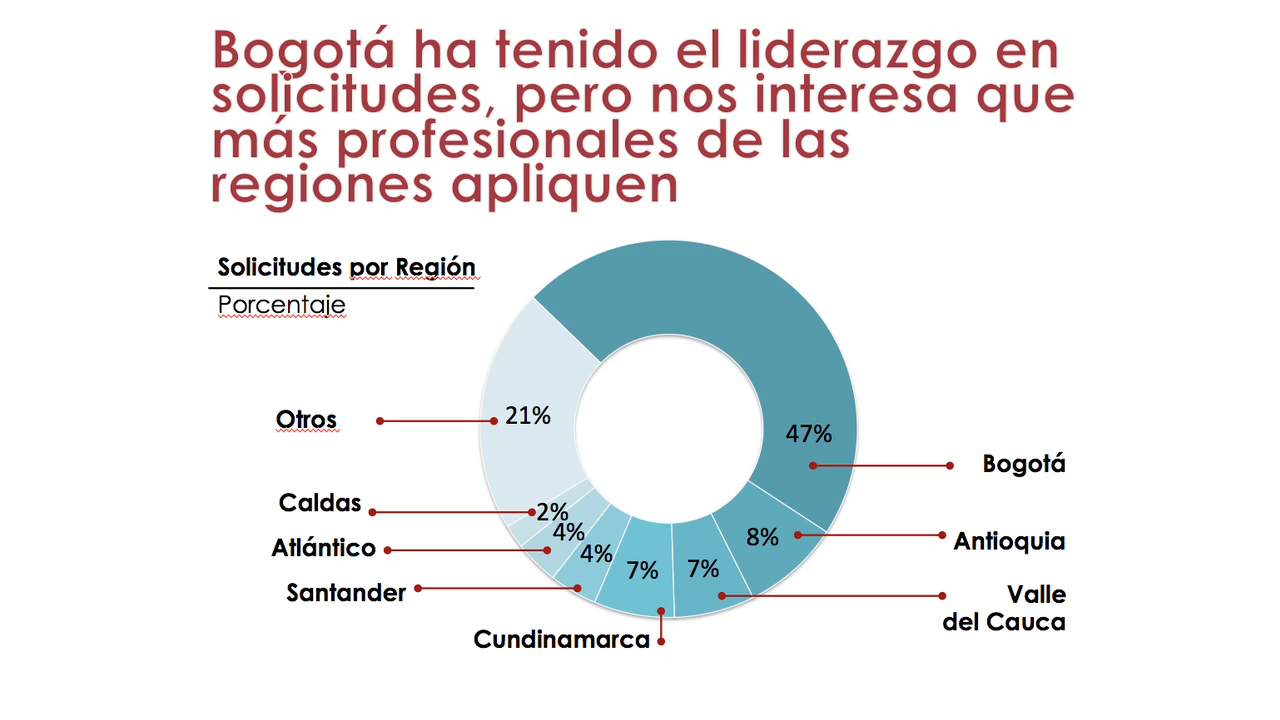 Bogotá ha tenido el liderazgo en
solicitudes, pero nos interesa que
más profesionales de las
regiones apliquen
Solicitudes por Región
Porcentaje
Otros
21%
47%
Bogotá
Caldas
2%
Atlántico
4%
Santander
4%
Cundinamarca
7%
7%
Valle
del Cauca
8%
Antioquia